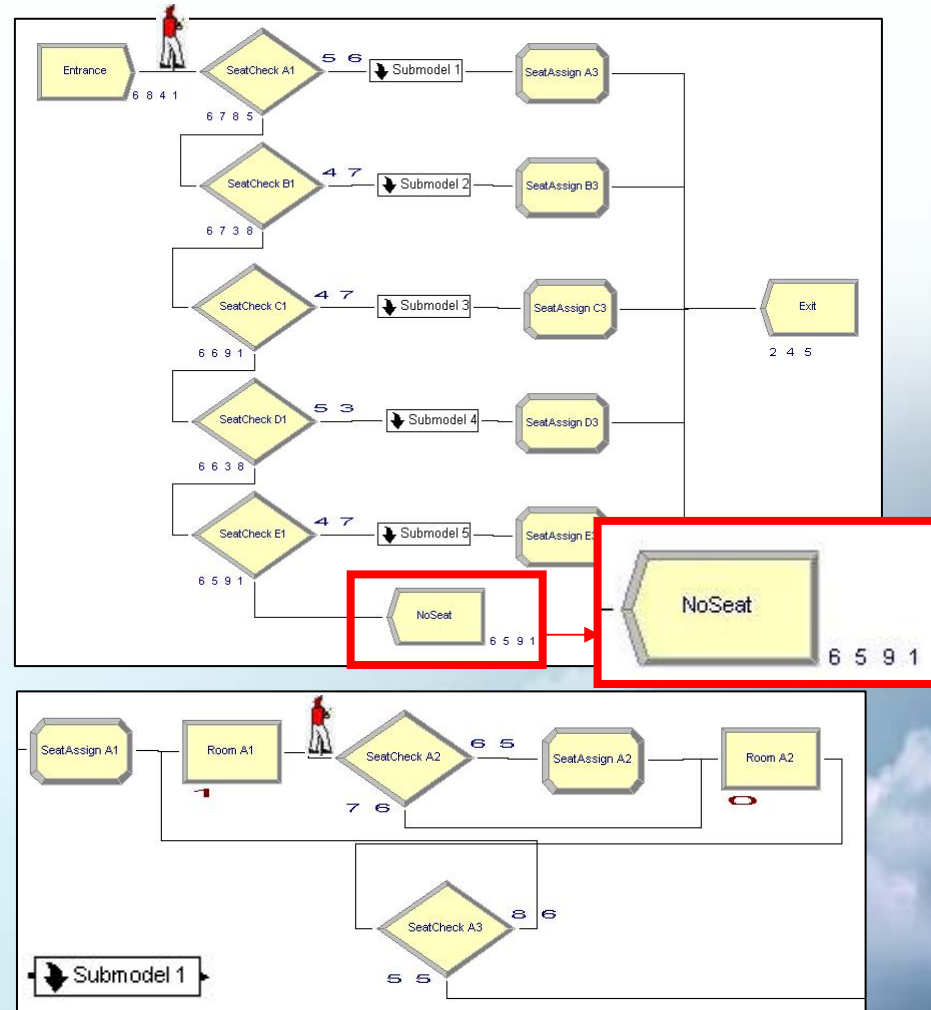 Entrance
6 8 4 1
SeatCheck A1
5 6
Submodel 1
SeatAssign A3
6 7 8 5
SeatCheck B1
4 7
Submodel 2
SeatAssign B3
6 7 3 8
SeatCheck C1
4 7
Submodel 3
SeatAssign C3
Exit
2 4 5
6 6 9 1
SeatCheck D1
5 3
Submodel 4
SeatAssign D3
6 6 3 8
SeatCheck E1
4 7
Submodel 5
SeatAssign E
6 5 9 1
NoSeat
6 5 9 1
NoSeat
6 5 9 1
SeatAssign A1
Room A1
1
SeatCheck A2
6 5
SeatAssign A2
Room A2
0
7 6
SeatCheck A3
8 6
5 5
Submodel 1